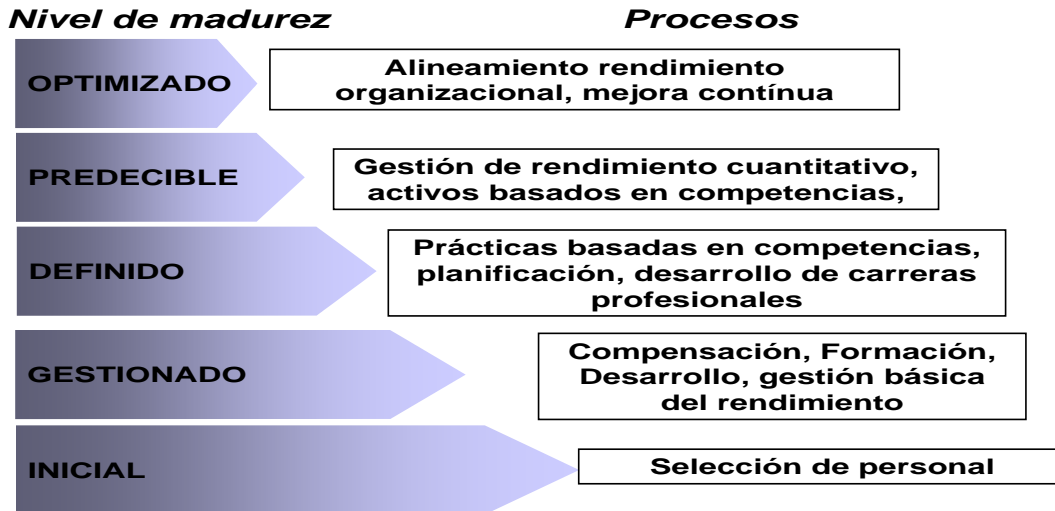 Nivel de madurez
Procesos
OPTIMIZADO
Alineamiento rendimiento
organizacional, mejora contínua
PREDECIBLE
Gestión de rendimiento cuantitativo,
activos basados en competencias,
DEFINIDO
Prácticas basadas en competencias,
planificación, desarrollo de carreras
profesionales
GESTIONADO
Compensación, Formación,
Desarrollo, gestión básica
del rendimiento
INICIAL
Selección de personal